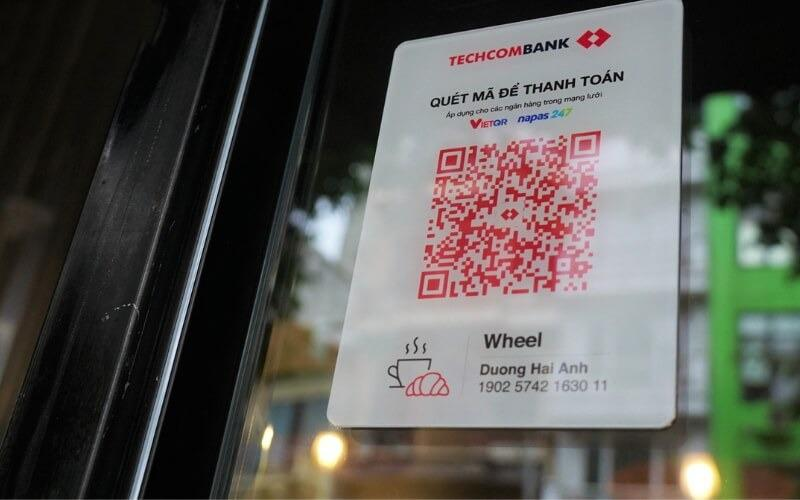 TECHCOMBANK
QUÉT MÃ ĐỂ THANH TOÁN
Áp dụng cho các ngân hàng trong mạng lưới
VIETQR napas 247
Wheel
Duong Hai Anh
1902 5742 1630 11